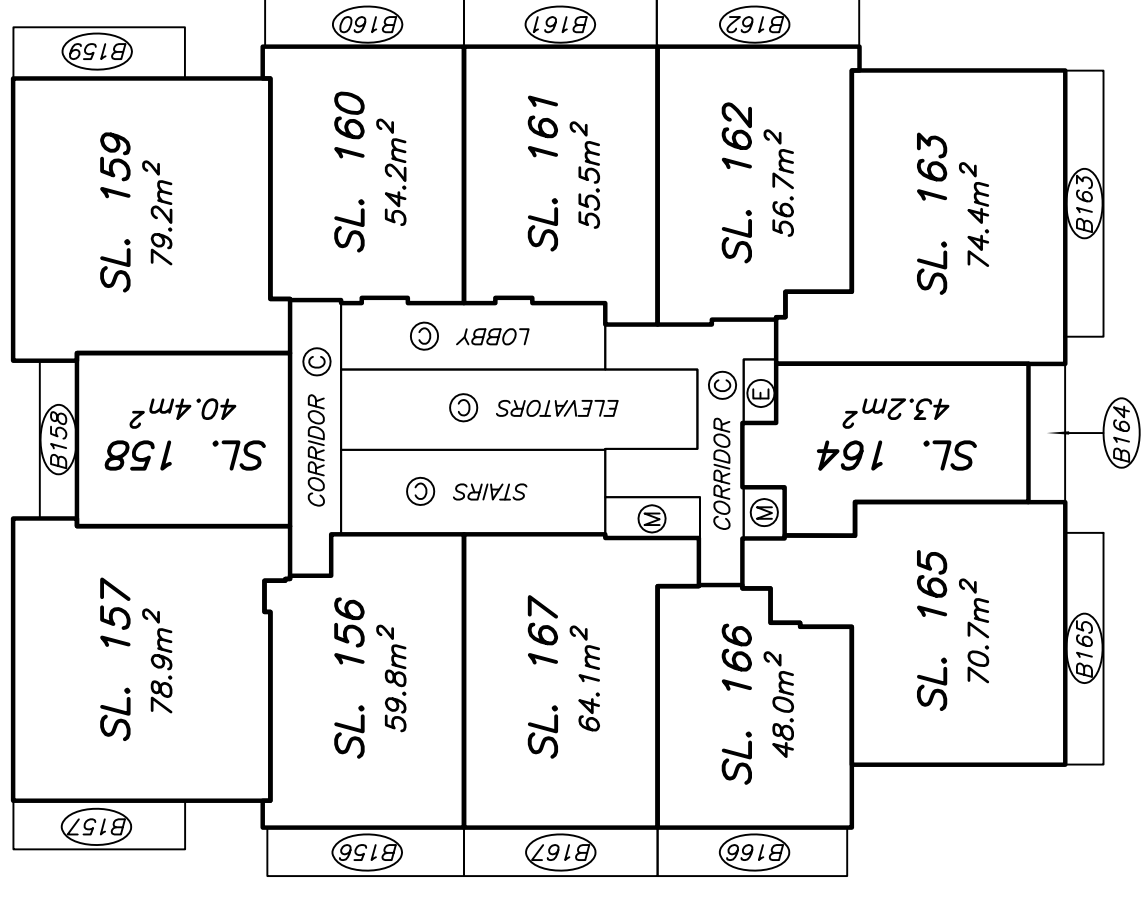 B159
B160
B161
B162
SL. 159
79.2m²
SL. 160
54.2m²
SL. 161
55.5m²
SL. 162
56.7m²
SL. 163
74.4m²
B163
LOBBY Ⓒ
CORRIDOR Ⓒ
ELEVATORS Ⓒ
CORRIDOR Ⓒ
Ⓔ
B158
SL. 158
40.4m²
SL. 164
43.2m²
B164
STAIRS Ⓒ
Ⓜ
Ⓜ
SL. 157
78.9m²
SL. 156
59.8m²
SL. 167
64.1m²
SL. 166
48.0m²
SL. 165
70.7m²
B165
B157
B156
B167
B166